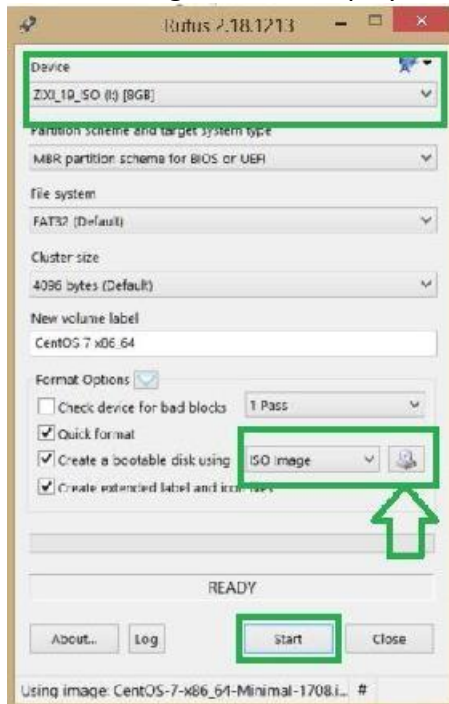 Rufus 2.18.1213
Device
ZIXI_19_ISO (I:) [8GB]
Partition scheme and target system type
MBR partition scheme for BIOS or UEFI
File system
FAT32 (Default)
Cluster size
4096 bytes (Default)
New volume label
CentOS 7 x86_64
Format Options
Check device for bad blocks 1 Pass
Quick format
Create a bootable disk using ISO Image
Create extended label and icon files
READY
About... Log Start Close
Using image: CentOS-7-x86_64-Minimal-1708.i... #